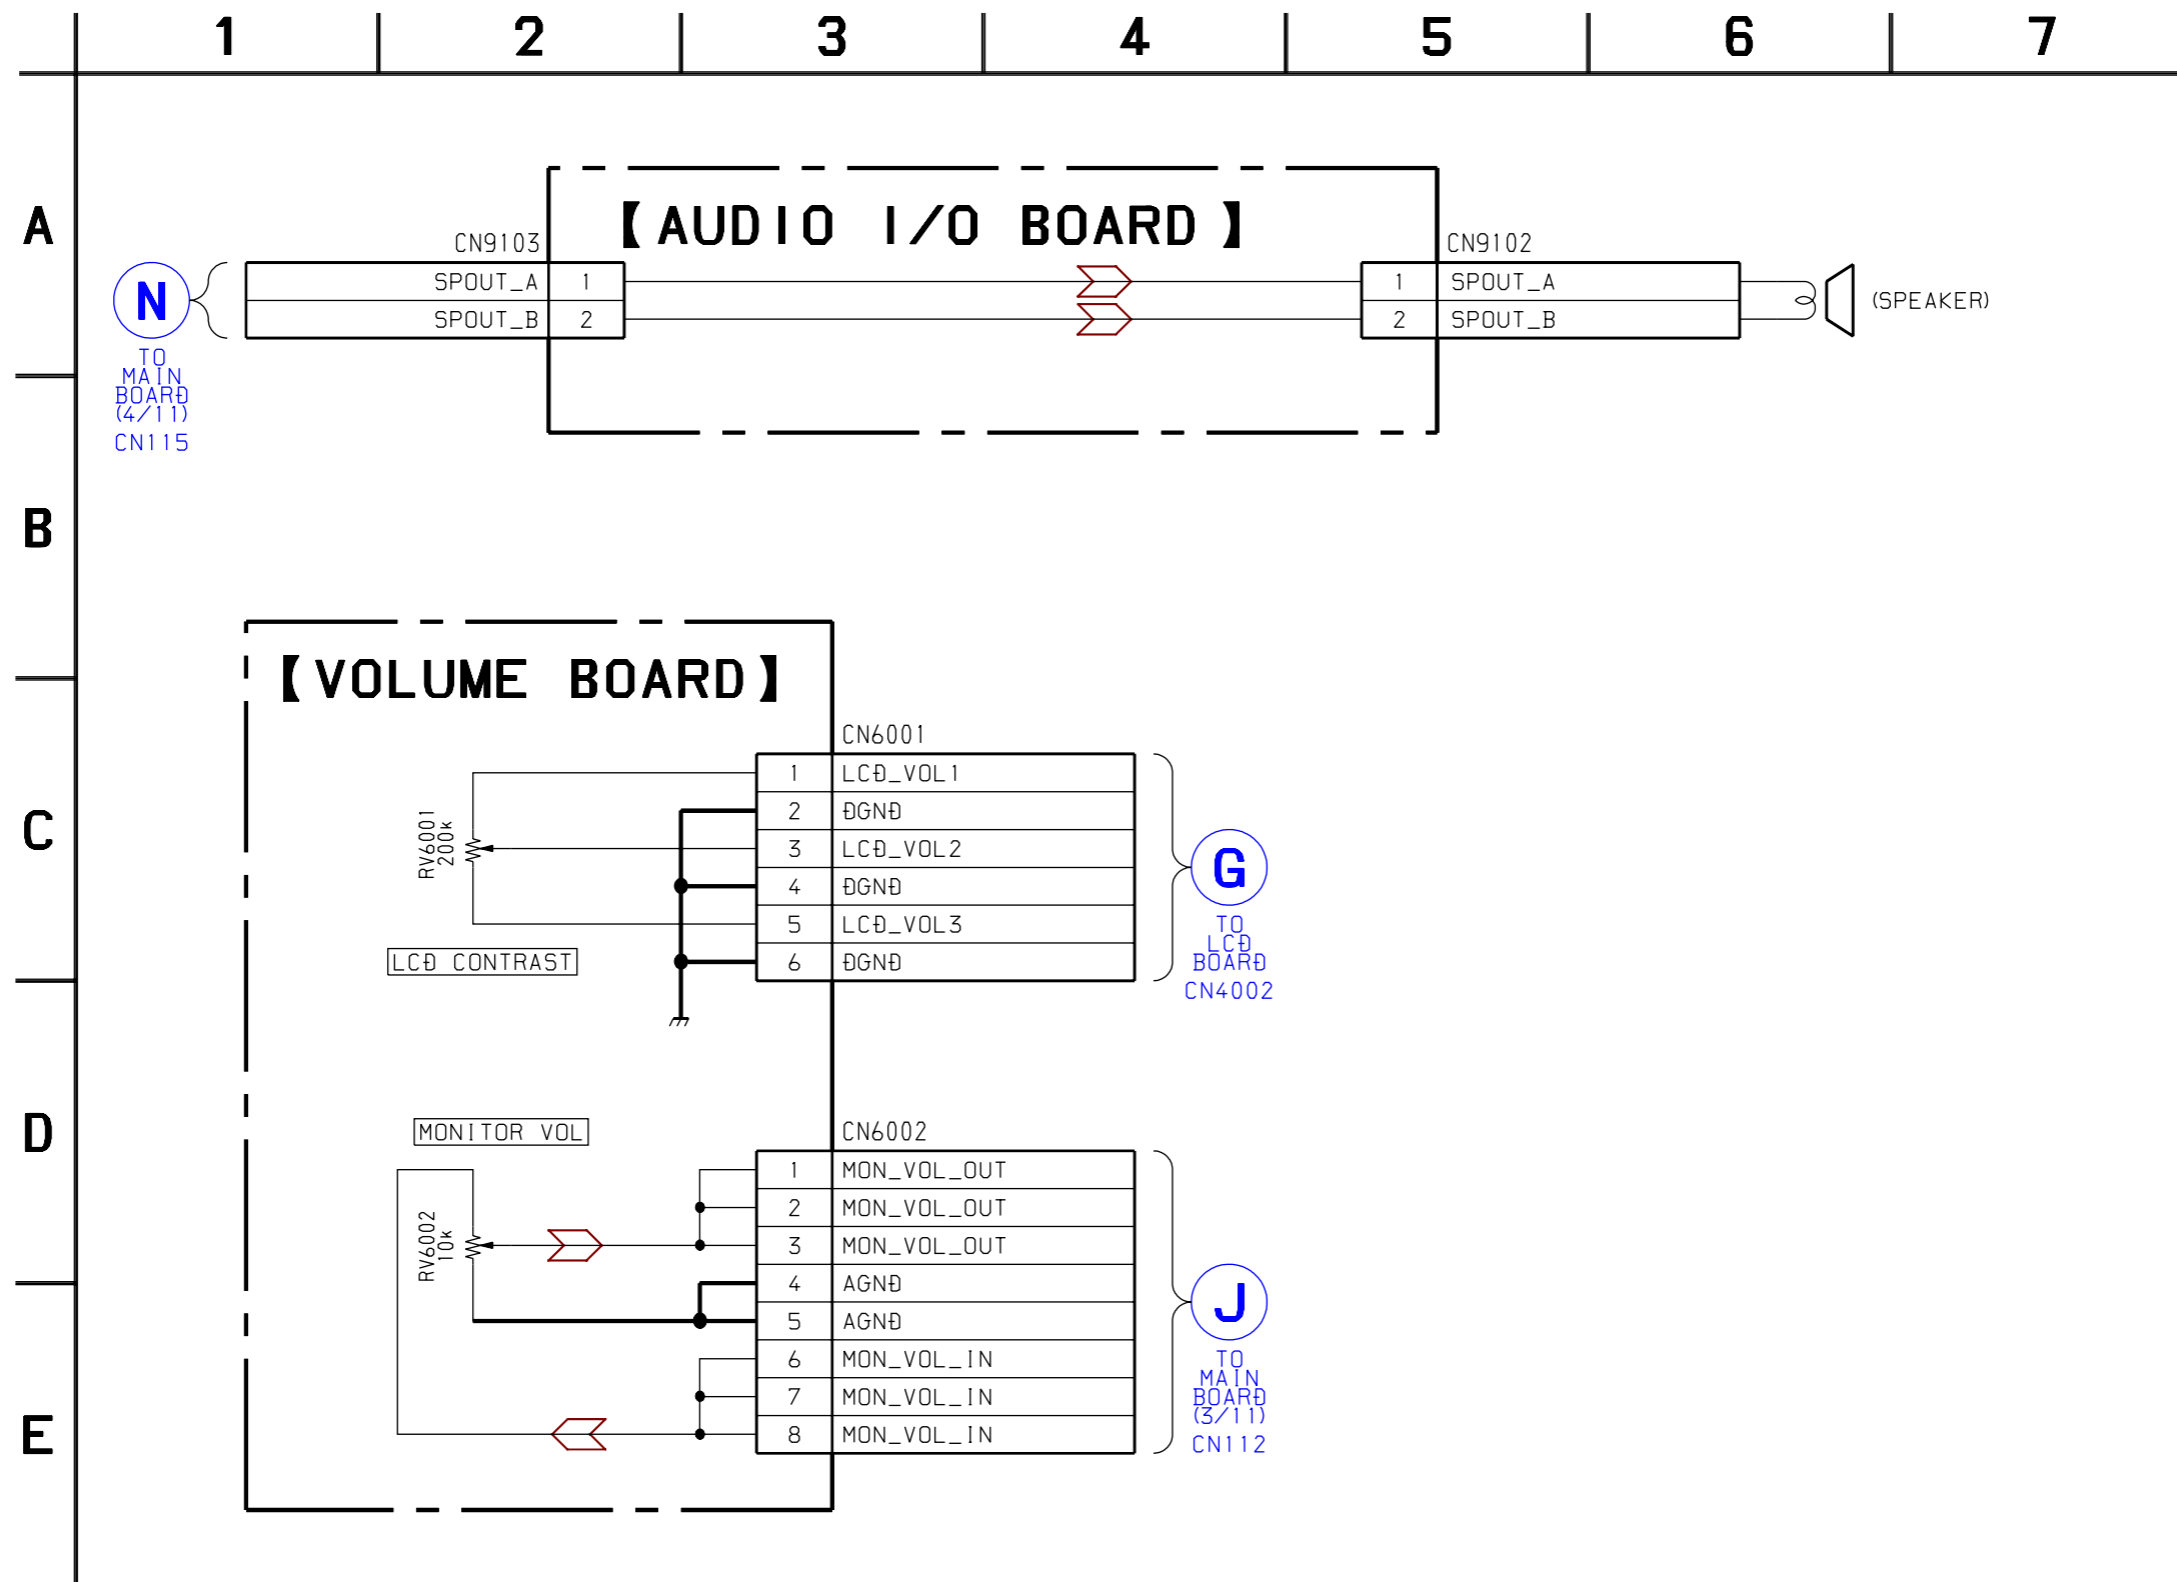 1 2 3 4 5 6 7
A
【AUDIO I/O BOARD】
CN9103
CN9102
N
SPOUT_A 1
1 SPOUT_A
SPOUT_B 2
2 SPOUT_B
(SPEAKER)
TO
MAIN
BOARD
(4/11)
CN115
B
【VOLUME BOARD】
C
CN6001
1 LCD_VOL1
2 DGND
3 LCD_VOL2
4 DGND
5 LCD_VOL3
6 DGND
RV6001
200k
LCD CONTRAST
G
TO
LCD
BOARD
CN4002
D
MONITOR VOL
CN6002
1 MON_VOL_OUT
2 MON_VOL_OUT
3 MON_VOL_OUT
4 AGND
5 AGND
6 MON_VOL_IN
7 MON_VOL_IN
8 MON_VOL_IN
RV6002
10k
J
TO
MAIN
BOARD
(3/11)
CN112
E